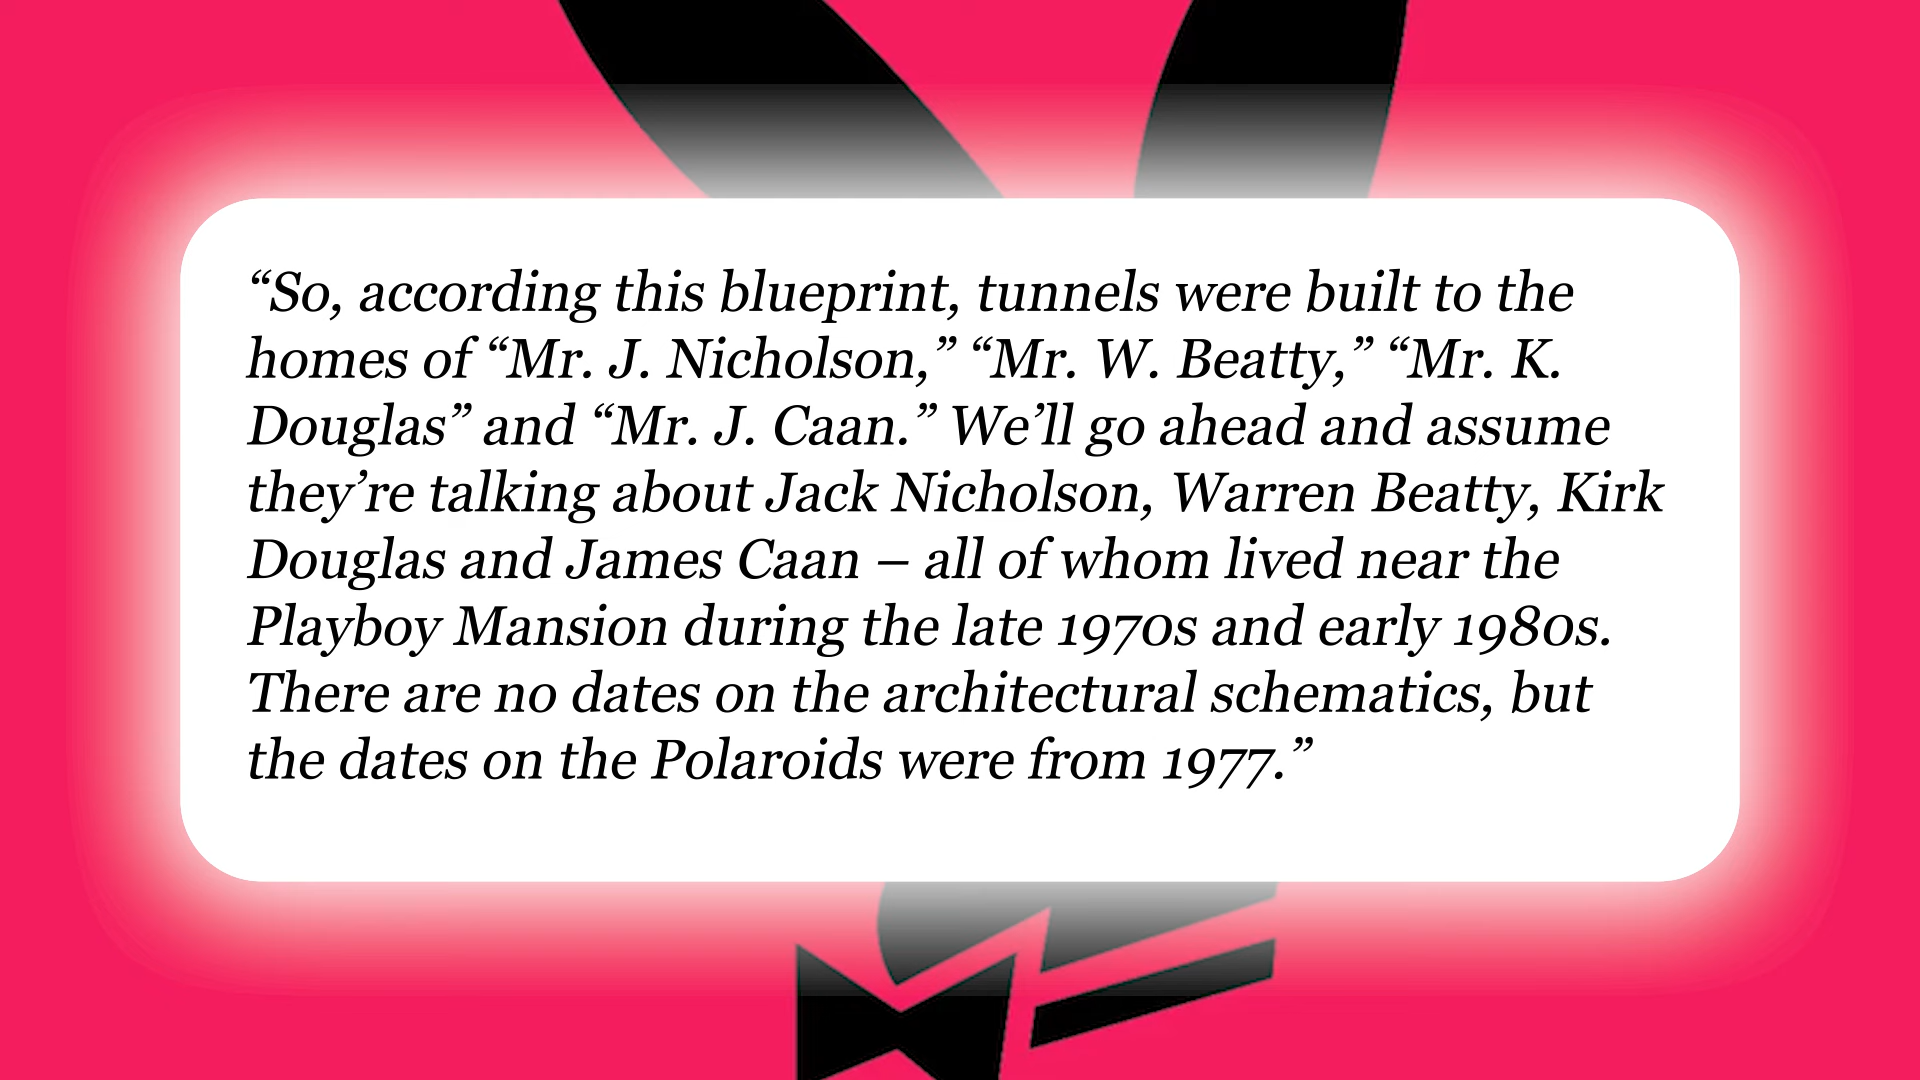 “So, according this blueprint, tunnels were built to the
homes of “Mr. J. Nicholson,” “Mr. W. Beatty,” “Mr. K.
Douglas” and “Mr. J. Caan.” We’ll go ahead and assume
they’re talking about Jack Nicholson, Warren Beatty, Kirk
Douglas and James Caan – all of whom lived near the
Playboy Mansion during the late 1970s and early 1980s.
There are no dates on the architectural schematics, but
the dates on the Polaroids were from 1977.”